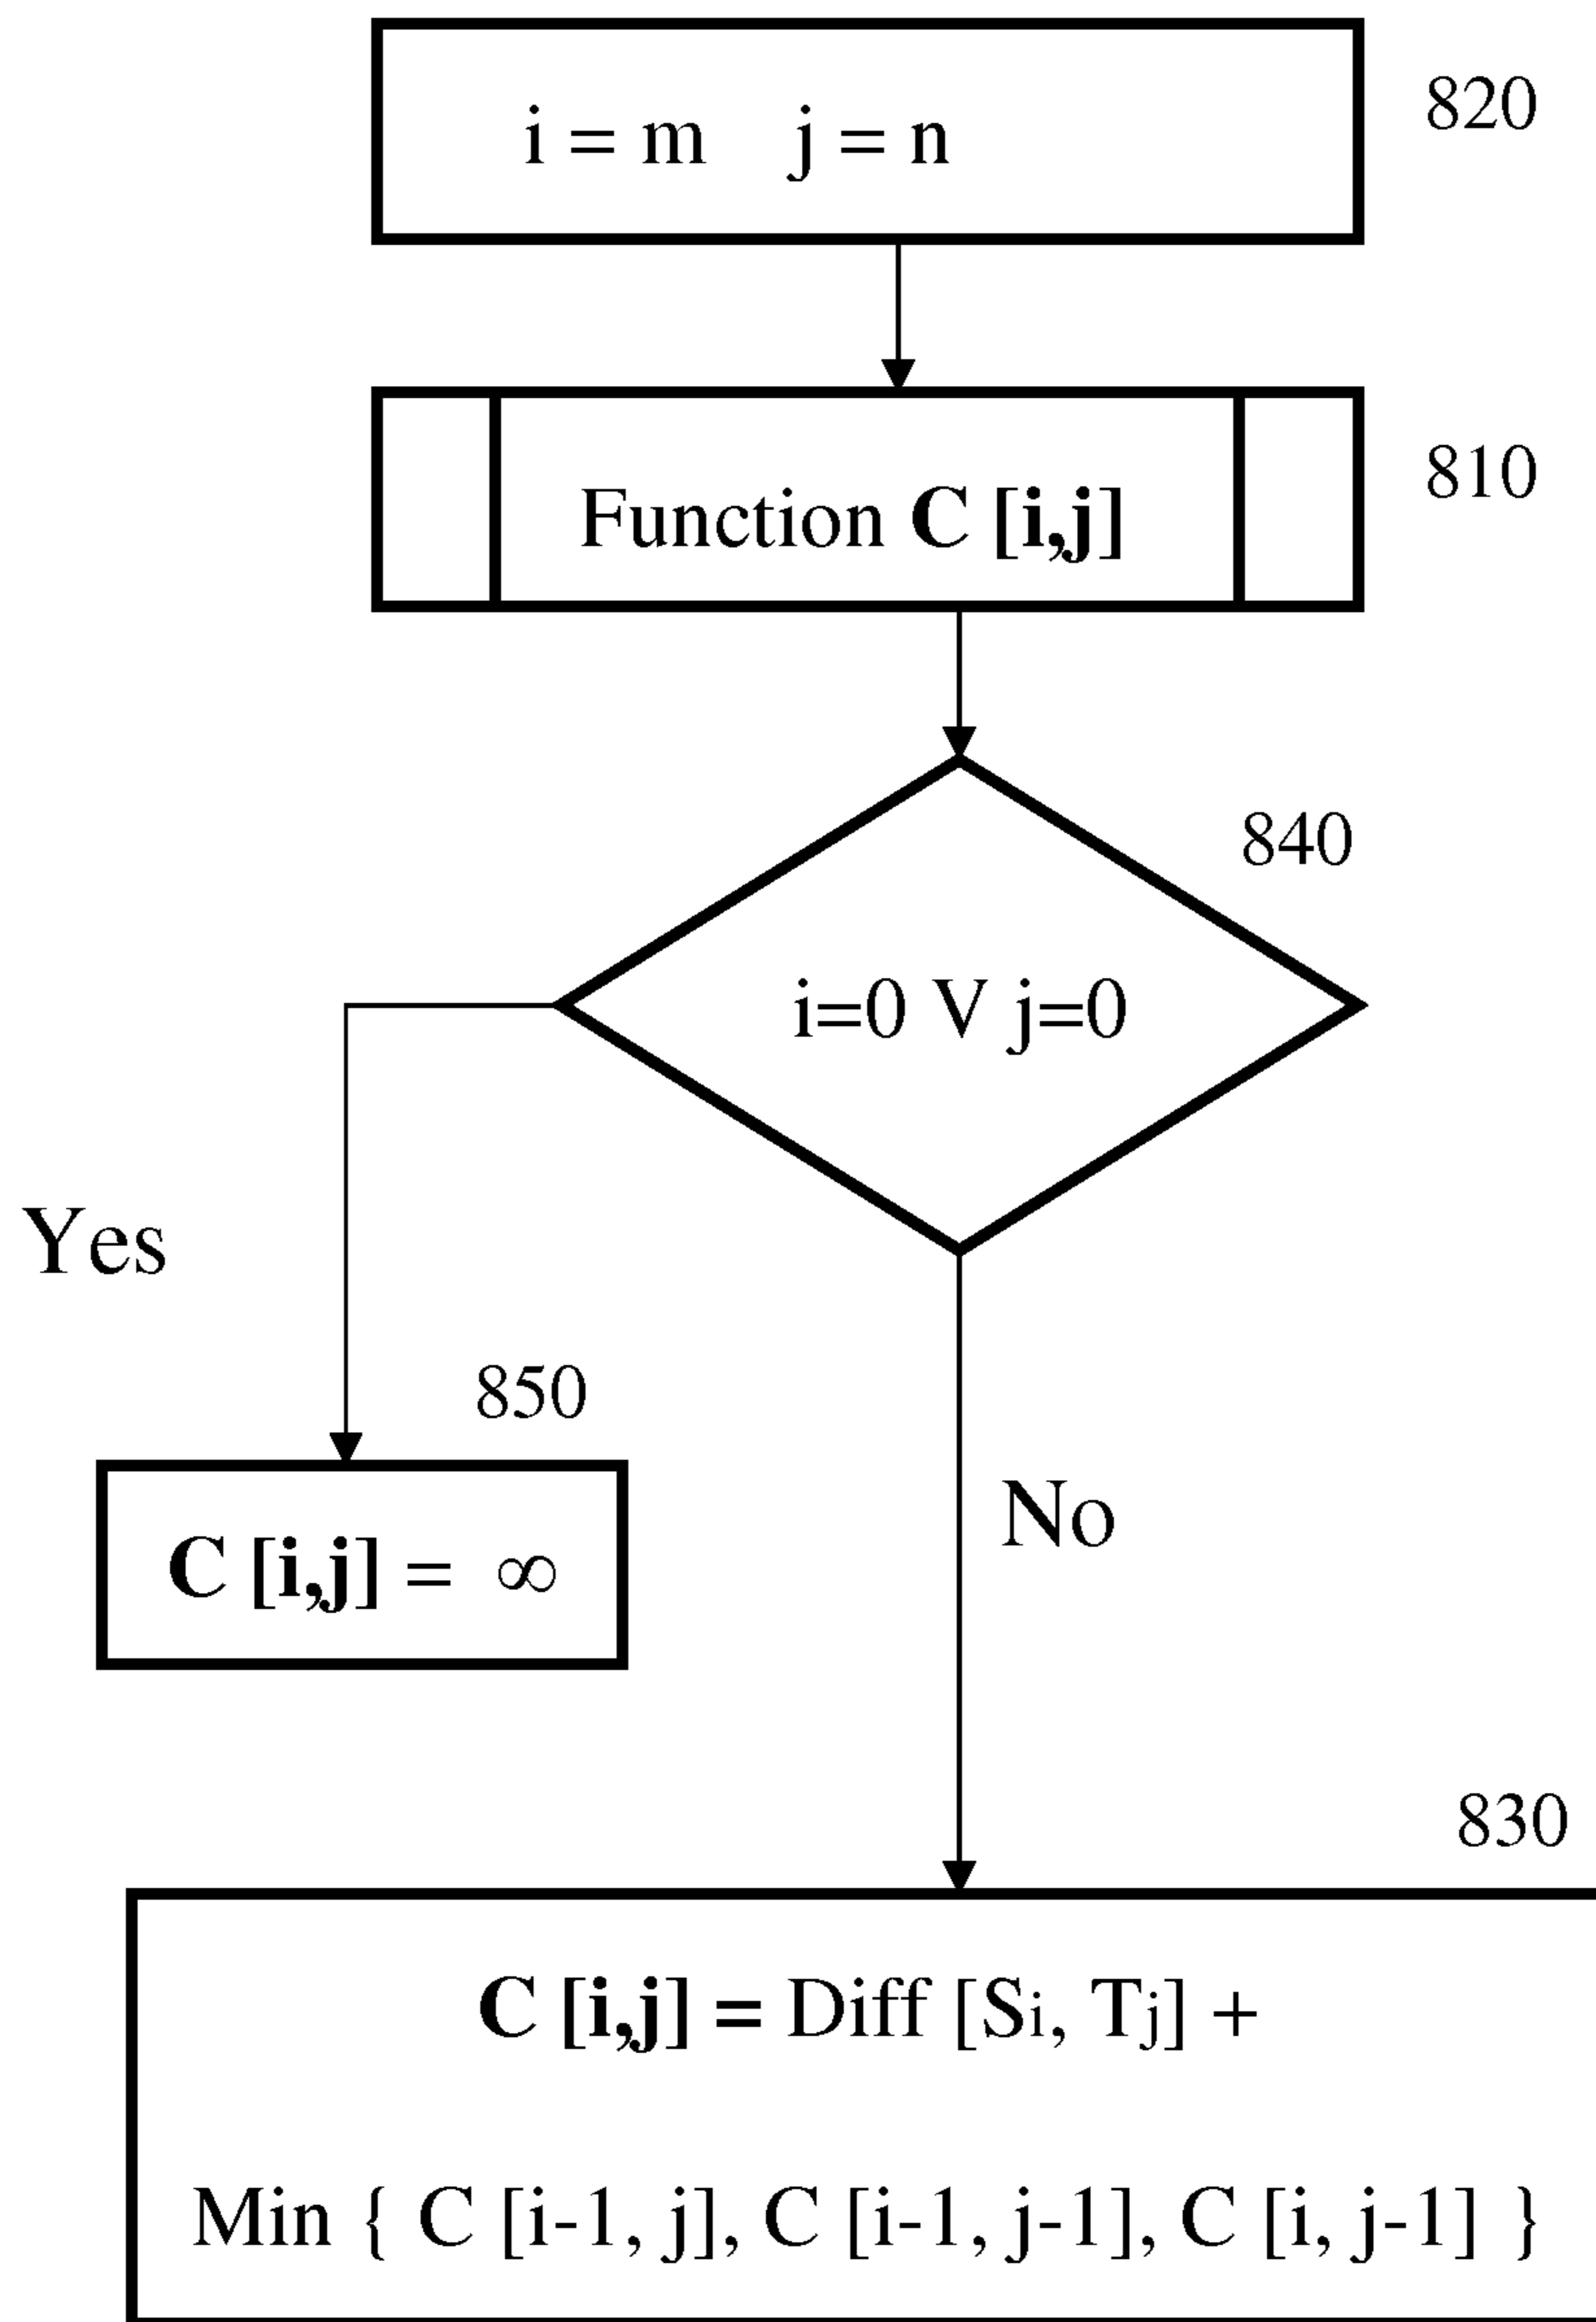 i = m j = n
820
Function C [i,j]
810
840
i=0 V j=0
Yes
850
C [i,j] = ∞
No
830
C [i,j] = Diff [Si, Tj] +
Min { C [i-1, j], C [i-1, j-1], C [i, j-1] }